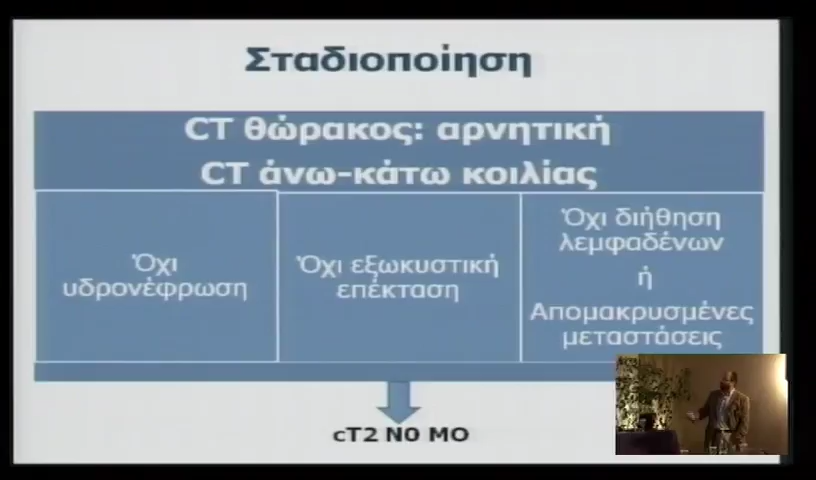 Σταδιοποίηση
CT θώρακος: αρνητική
CT άνω-κάτω κοιλίας
Όχι
υδρονέφρωση
Όχι εξωκυστική
επέκταση
Όχι διήθηση
λεμφαδένων
ή
Απομακρυσμένες
μεταστάσεις
cT2 N0 MO